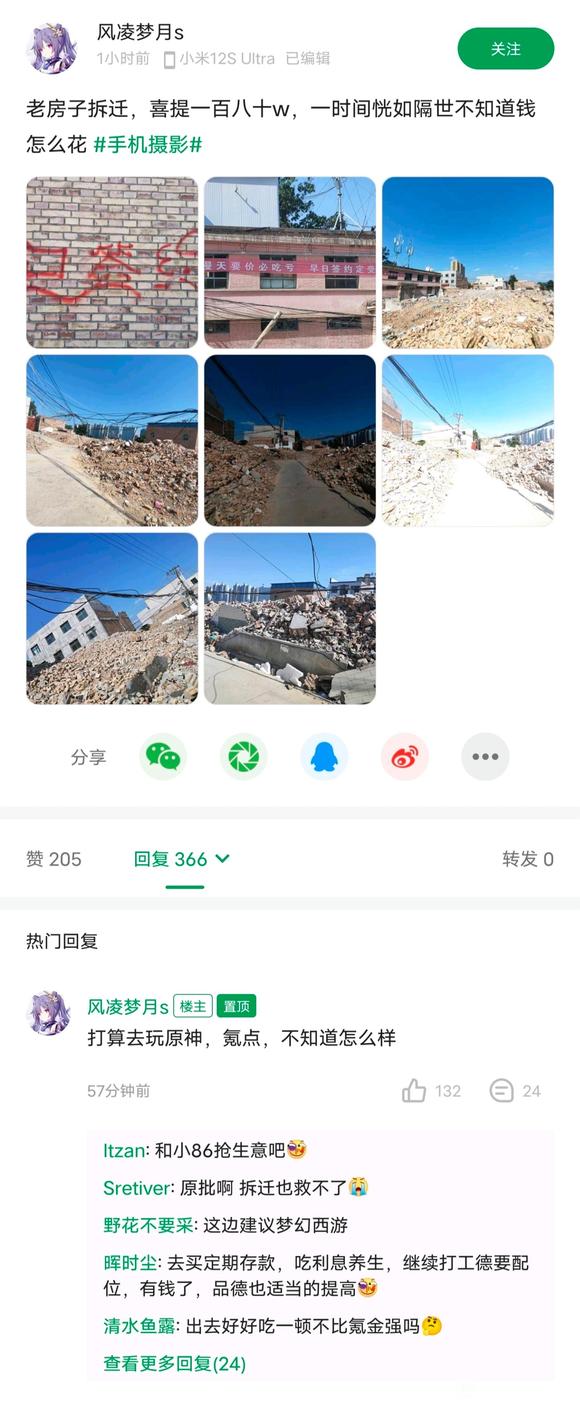 风凌梦月s
1小时前 小米12S Ultra 已编辑
关注
老房子拆迁，喜提一百八十w，一时间恍如隔世不知道钱
怎么花 #手机摄影#
漫天要价必吃亏 早日签约定受
分享
赞 205
回复 366
转发 0
热门回复
风凌梦月s 楼主 置顶
打算去玩原神，氪点，不知道怎么样
57分钟前
132
24
Itzan: 和小86抢生意吧
Sretiver: 原批啊 拆迁也救不了
野花不要采: 这边建议梦幻西游
晖时尘: 去买定期存款，吃利息养生，继续打工德要配
位，有钱了，品德也适当的提高
清水鱼露: 出去好好吃一顿不比氪金强吗
查看更多回复(24)